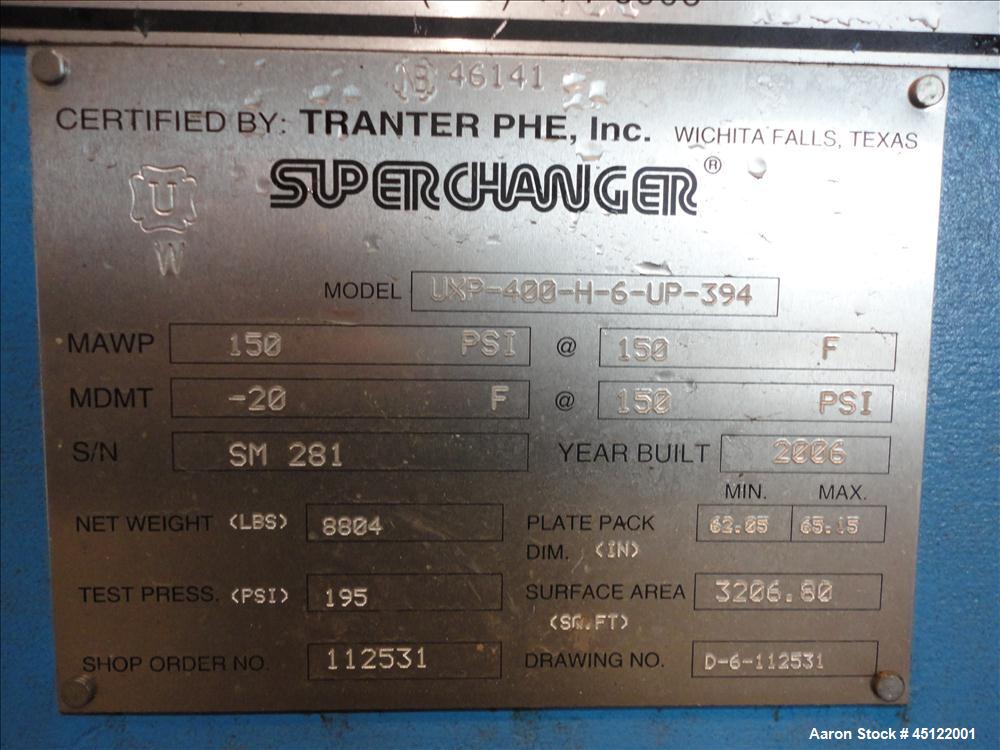 NB 46141
CERTIFIED BY: TRANTER PHE, Inc. WICHITA FALLS, TEXAS
SUPERCHANGER®
U
W
MODEL UXP-400-H-6-UP-394
MAWP 150 PSI @ 150 F
MDMT -20 F @ 150 PSI
S/N SM 281 YEAR BUILT 2006
MIN. MAX.
NET WEIGHT (LBS) 8804 PLATE PACK DIM. (IN) 62.05 65.15
TEST PRESS. (PSI) 195 SURFACE AREA (SQ.FT) 3206.80
SHOP ORDER NO. 112531 DRAWING NO. D-6-112531
Aaron Stock # 45122001